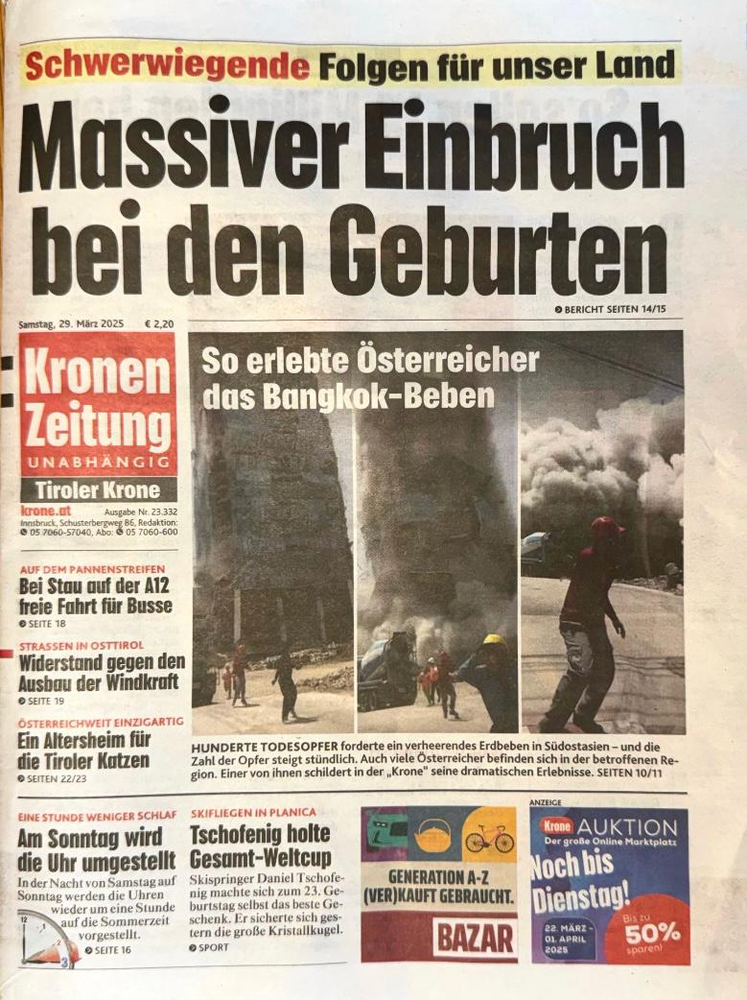 Schwerwiegende Folgen für unser Land
Massiver Einbruch
bei den Geburten
BERICHT SEITEN 14/15
Samstag, 29. März 2025 € 2,20
Kronen
Zeitung
UNABHÄNGIG
Tiroler Krone
krone.at Ausgabe Nr. 23.332
Innsbruck, Schusterbergweg 86, Redaktion:
05 7060-57040, Abo: 05 7060-600
So erlebte Österreicher
das Bangkok-Beben
AUF DEM PANNENSTREIFEN
Bei Stau auf der A12
freie Fahrt für Busse
SEITE 18
STRASSEN IN OSTTIROL
Widerstand gegen den
Ausbau der Windkraft
SEITE 19
ÖSTERREICHWEIT EINZIGARTIG
Ein Altersheim für
die Tiroler Katzen
SEITEN 22/23
HUNDERTE TODESOPFER forderte ein verheerendes Erdbeben in Südostasien – und die
Zahl der Opfer steigt stündlich. Auch viele Österreicher befinden sich in der betroffenen Re-
gion. Einer von ihnen schildert in der „Krone" seine dramatischen Erlebnisse. SEITEN 10/11
EINE STUNDE WENIGER SCHLAF
Am Sonntag wird
die Uhr umgestellt
In der Nacht von Samstag auf
Sonntag werden die Uhren
wieder um eine Stunde
auf die Sommerzeit
vorgestellt.
SEITE 16
12
1
2
3
SKIFLIEGEN IN PLANICA
Tschofenig holte
Gesamt-Weltcup
Skispringer Daniel Tschofe-
nig machte sich zum 23. Ge-
burtstag selbst das beste Ge-
schenk. Er sicherte sich ges-
tern die große Kristallkugel.
SPORT
GENERATION A-Z
(VER)KAUFT GEBRAUCHT.
BAZAR
ANZEIGE
Krone AUKTION
Der große Online Marktplatz
Noch bis
Dienstag!
22. MÄRZ -
01. APRIL
2025
Bis zu
50%
sparen!